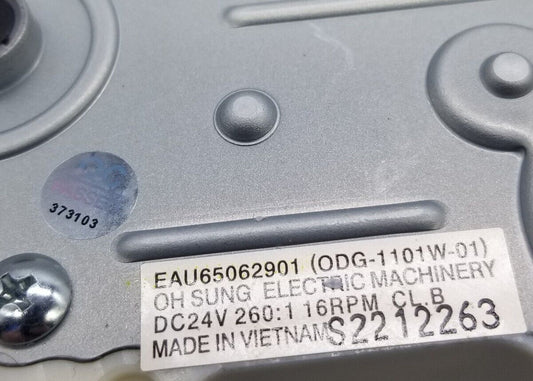 373103
EAU65062901 (ODG-1101W-01)
OH SUNG ELECTRIC MACHINERY
DC24V 260:1 16RPM CL.B
MADE IN VIETNAM S2212263